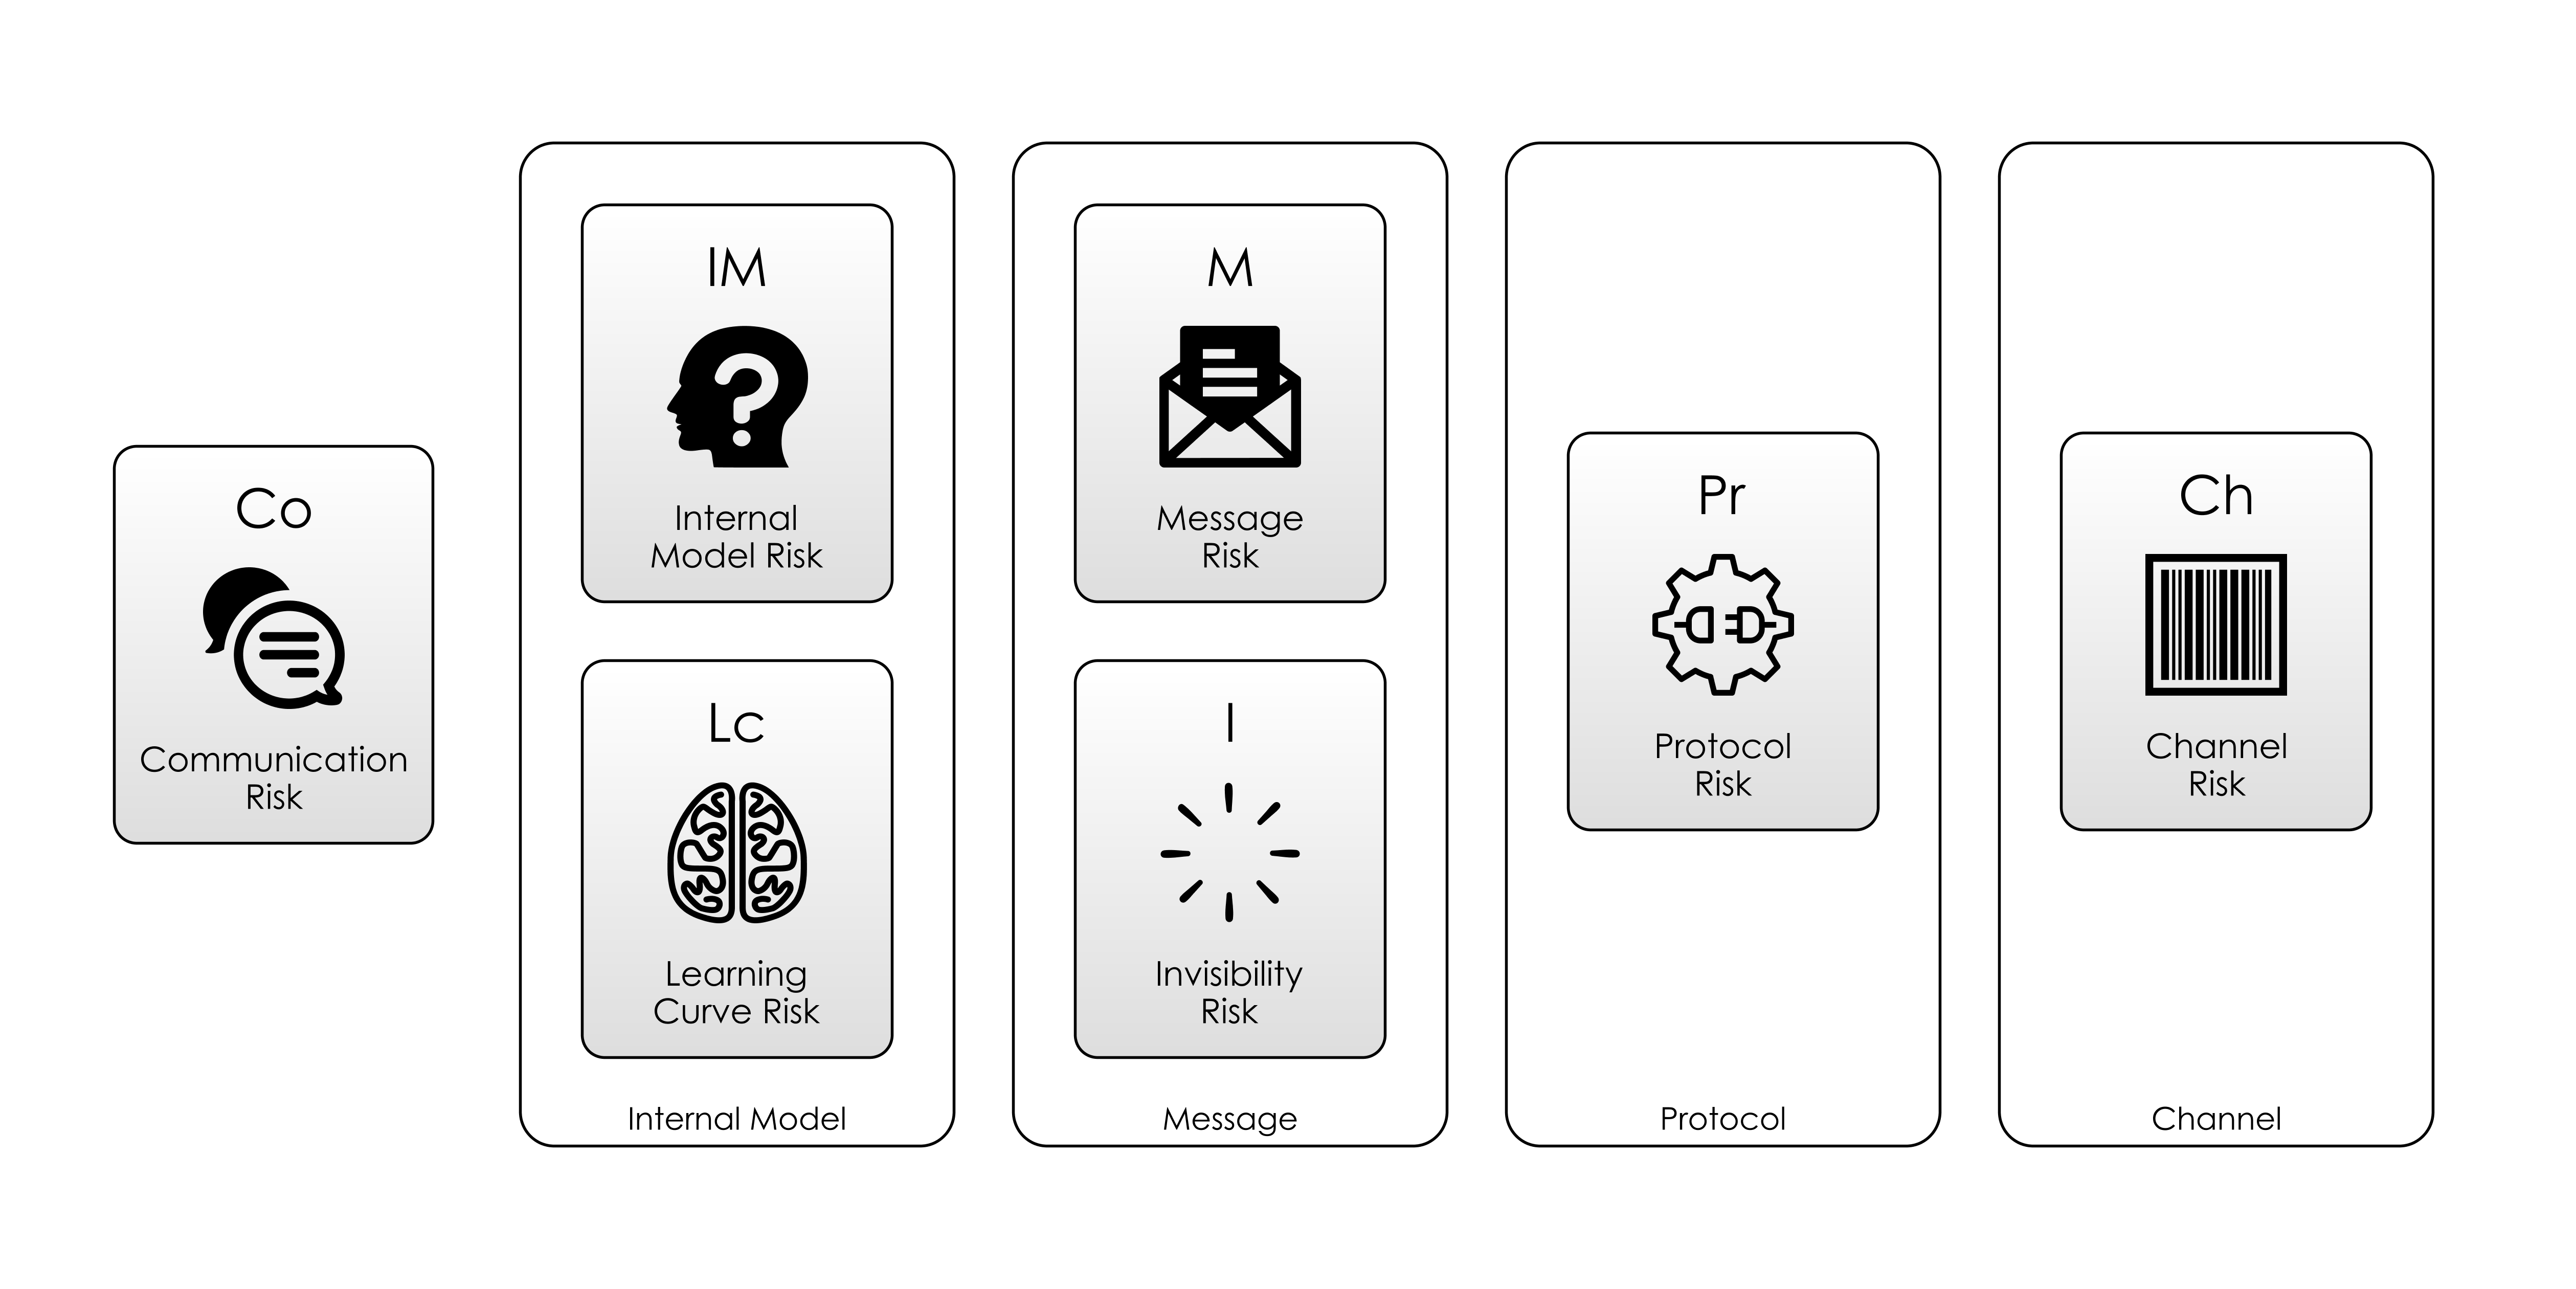 Co
Communication
Risk
IM
Internal
Model Risk
Lc
Learning
Curve Risk
Internal Model
M
Message
Risk
I
Invisibility
Risk
Message
Pr
Protocol
Risk
Protocol
Ch
Channel
Risk
Channel